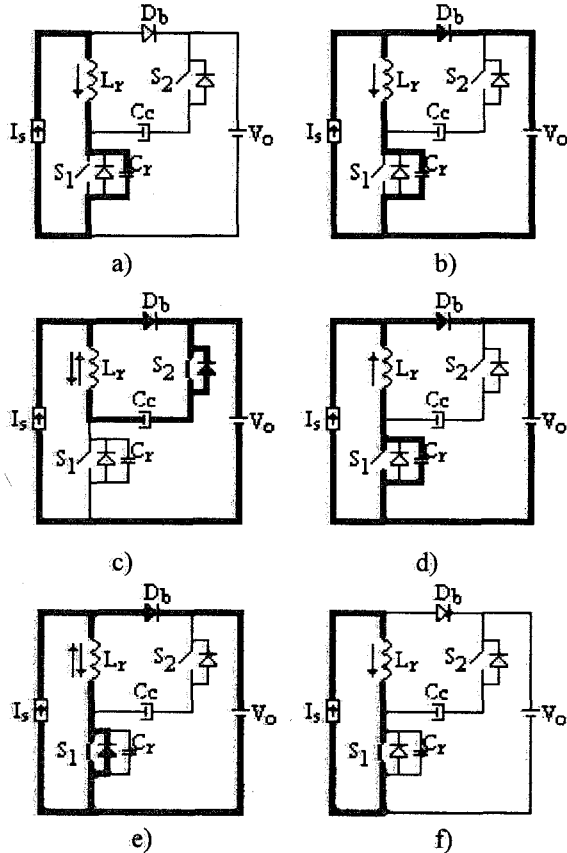 Db
Lr
S2
Cc
Is
Vo
S1
Cr
a)
Db
Lr
S2
Cc
Is
Vo
S1
Cr
b)
Db
Lr
S2
Cc
Is
Vo
S1
Cr
c)
Db
Lr
S2
Cc
Is
Vo
S1
Cr
d)
Db
Lr
S2
Cc
Is
Vo
S1
Cr
e)
Db
Lr
S2
Cc
Is
Vo
S1
Cr
f)